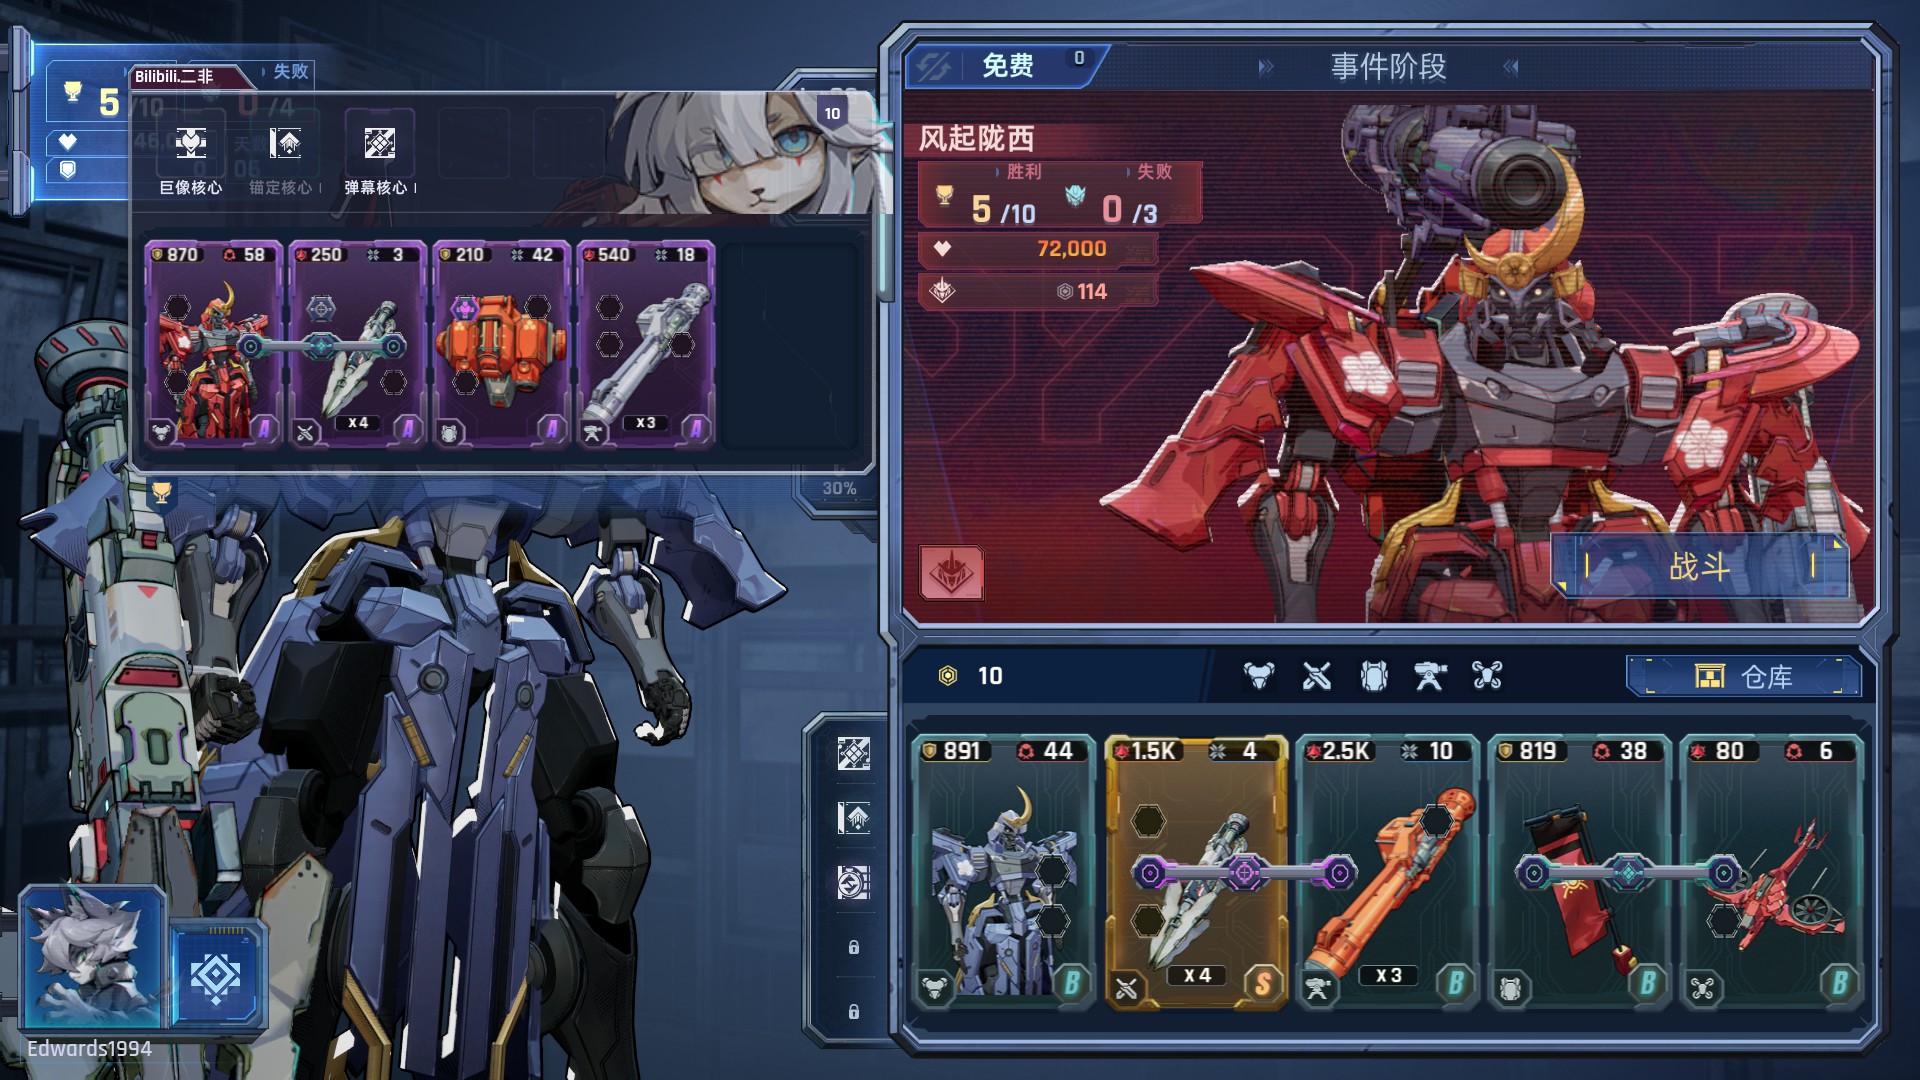 失败
5 /10
0 /4
Bilibili.二非
10
巨像核心
锚定核心 I
弹幕核心 I
870 58
250 3
210 42
540 18
x4
x3
A
A
A
A
30%
免费 0
事件阶段
风起陇西
胜利 失败
5 /10 0 /3
72,000
114
战斗
10
仓库
891 44
1.5K 4
2.5K 10
819 38
80 6
x4
x3
B
S
B
B
B
Edwards1994